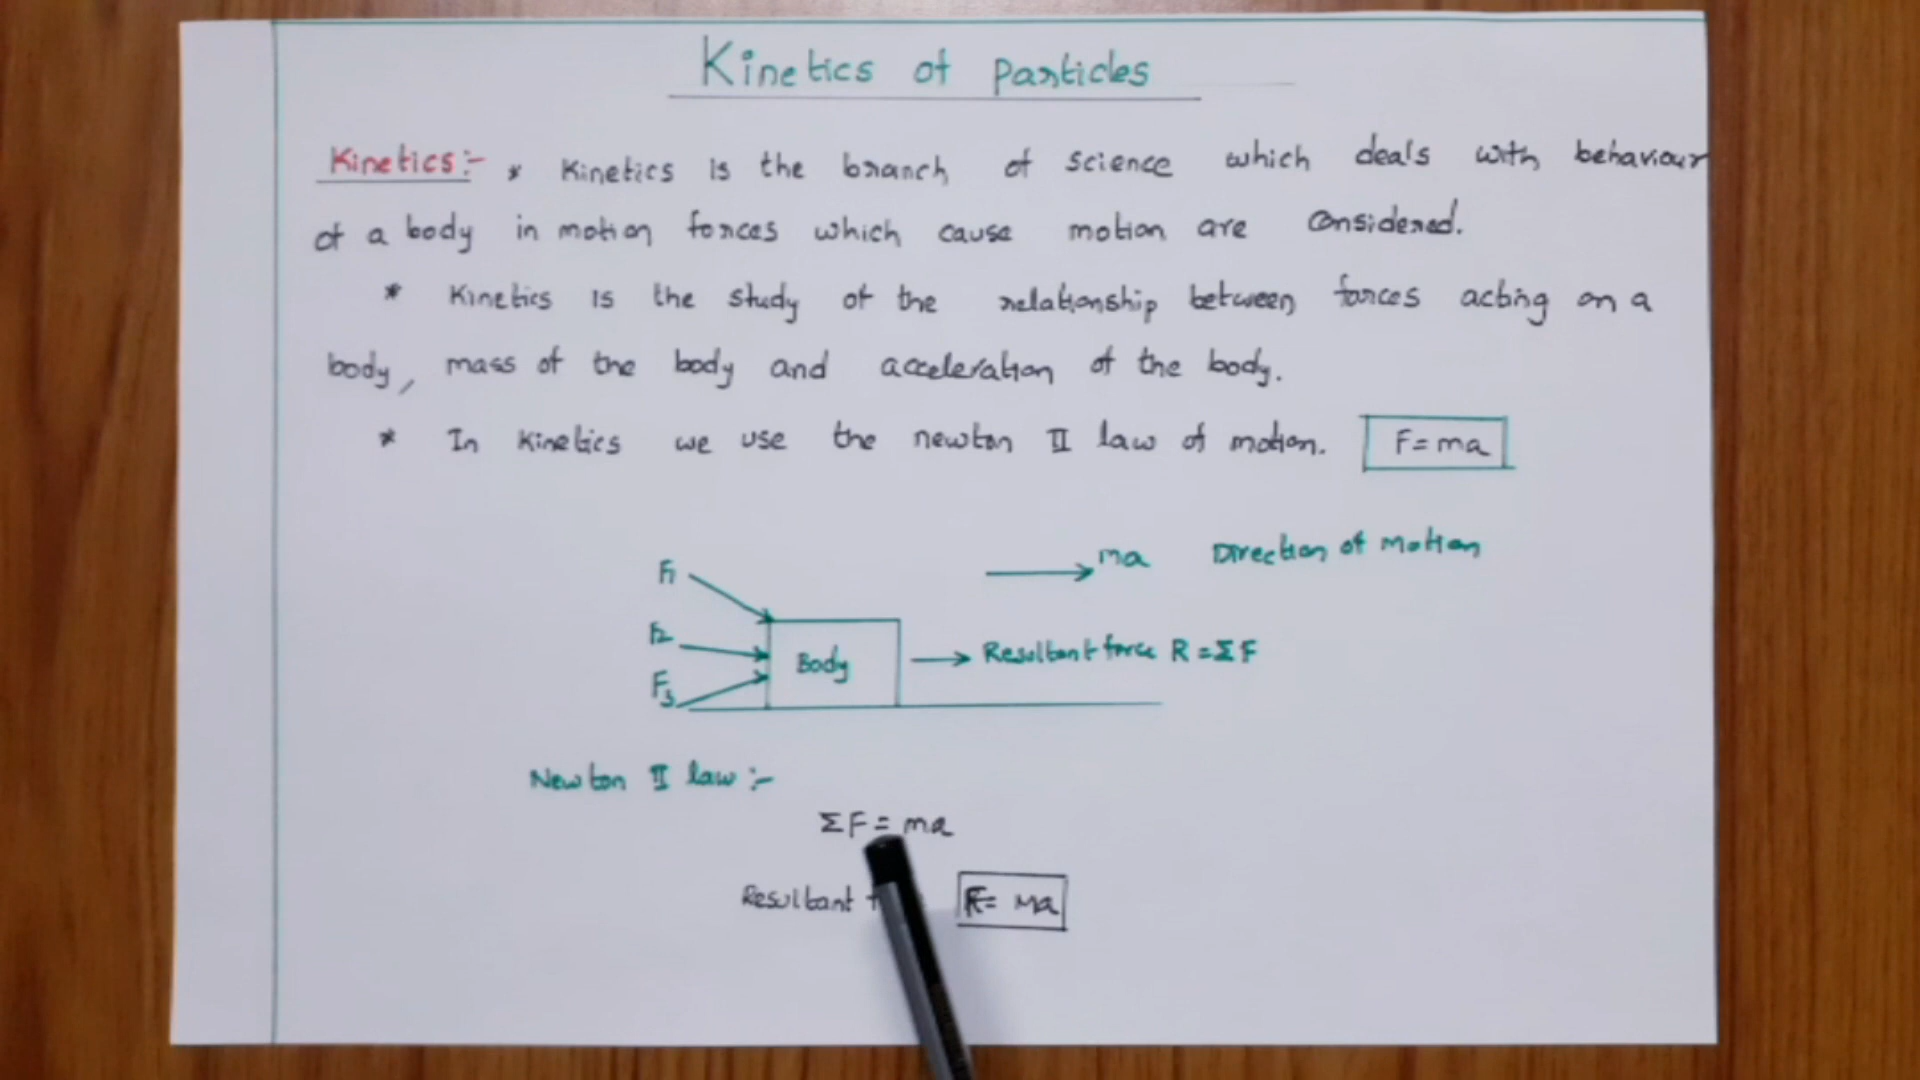 Kinetics of particles
Kinetics:- * Kinetics is the branch of science which deals with behaviour
of a body in motion forces which cause motion are considered.
* Kinetics is the study of the relationship between forces acting on a
body, mass of the body and acceleration of the body.
* In Kinetics we use the newton II law of motion. F=ma
F1
ma Direction of motion
F2
Body
Resultant force R=ΣF
F3
Newton II law:-
ΣF=ma
Resultant
= ma